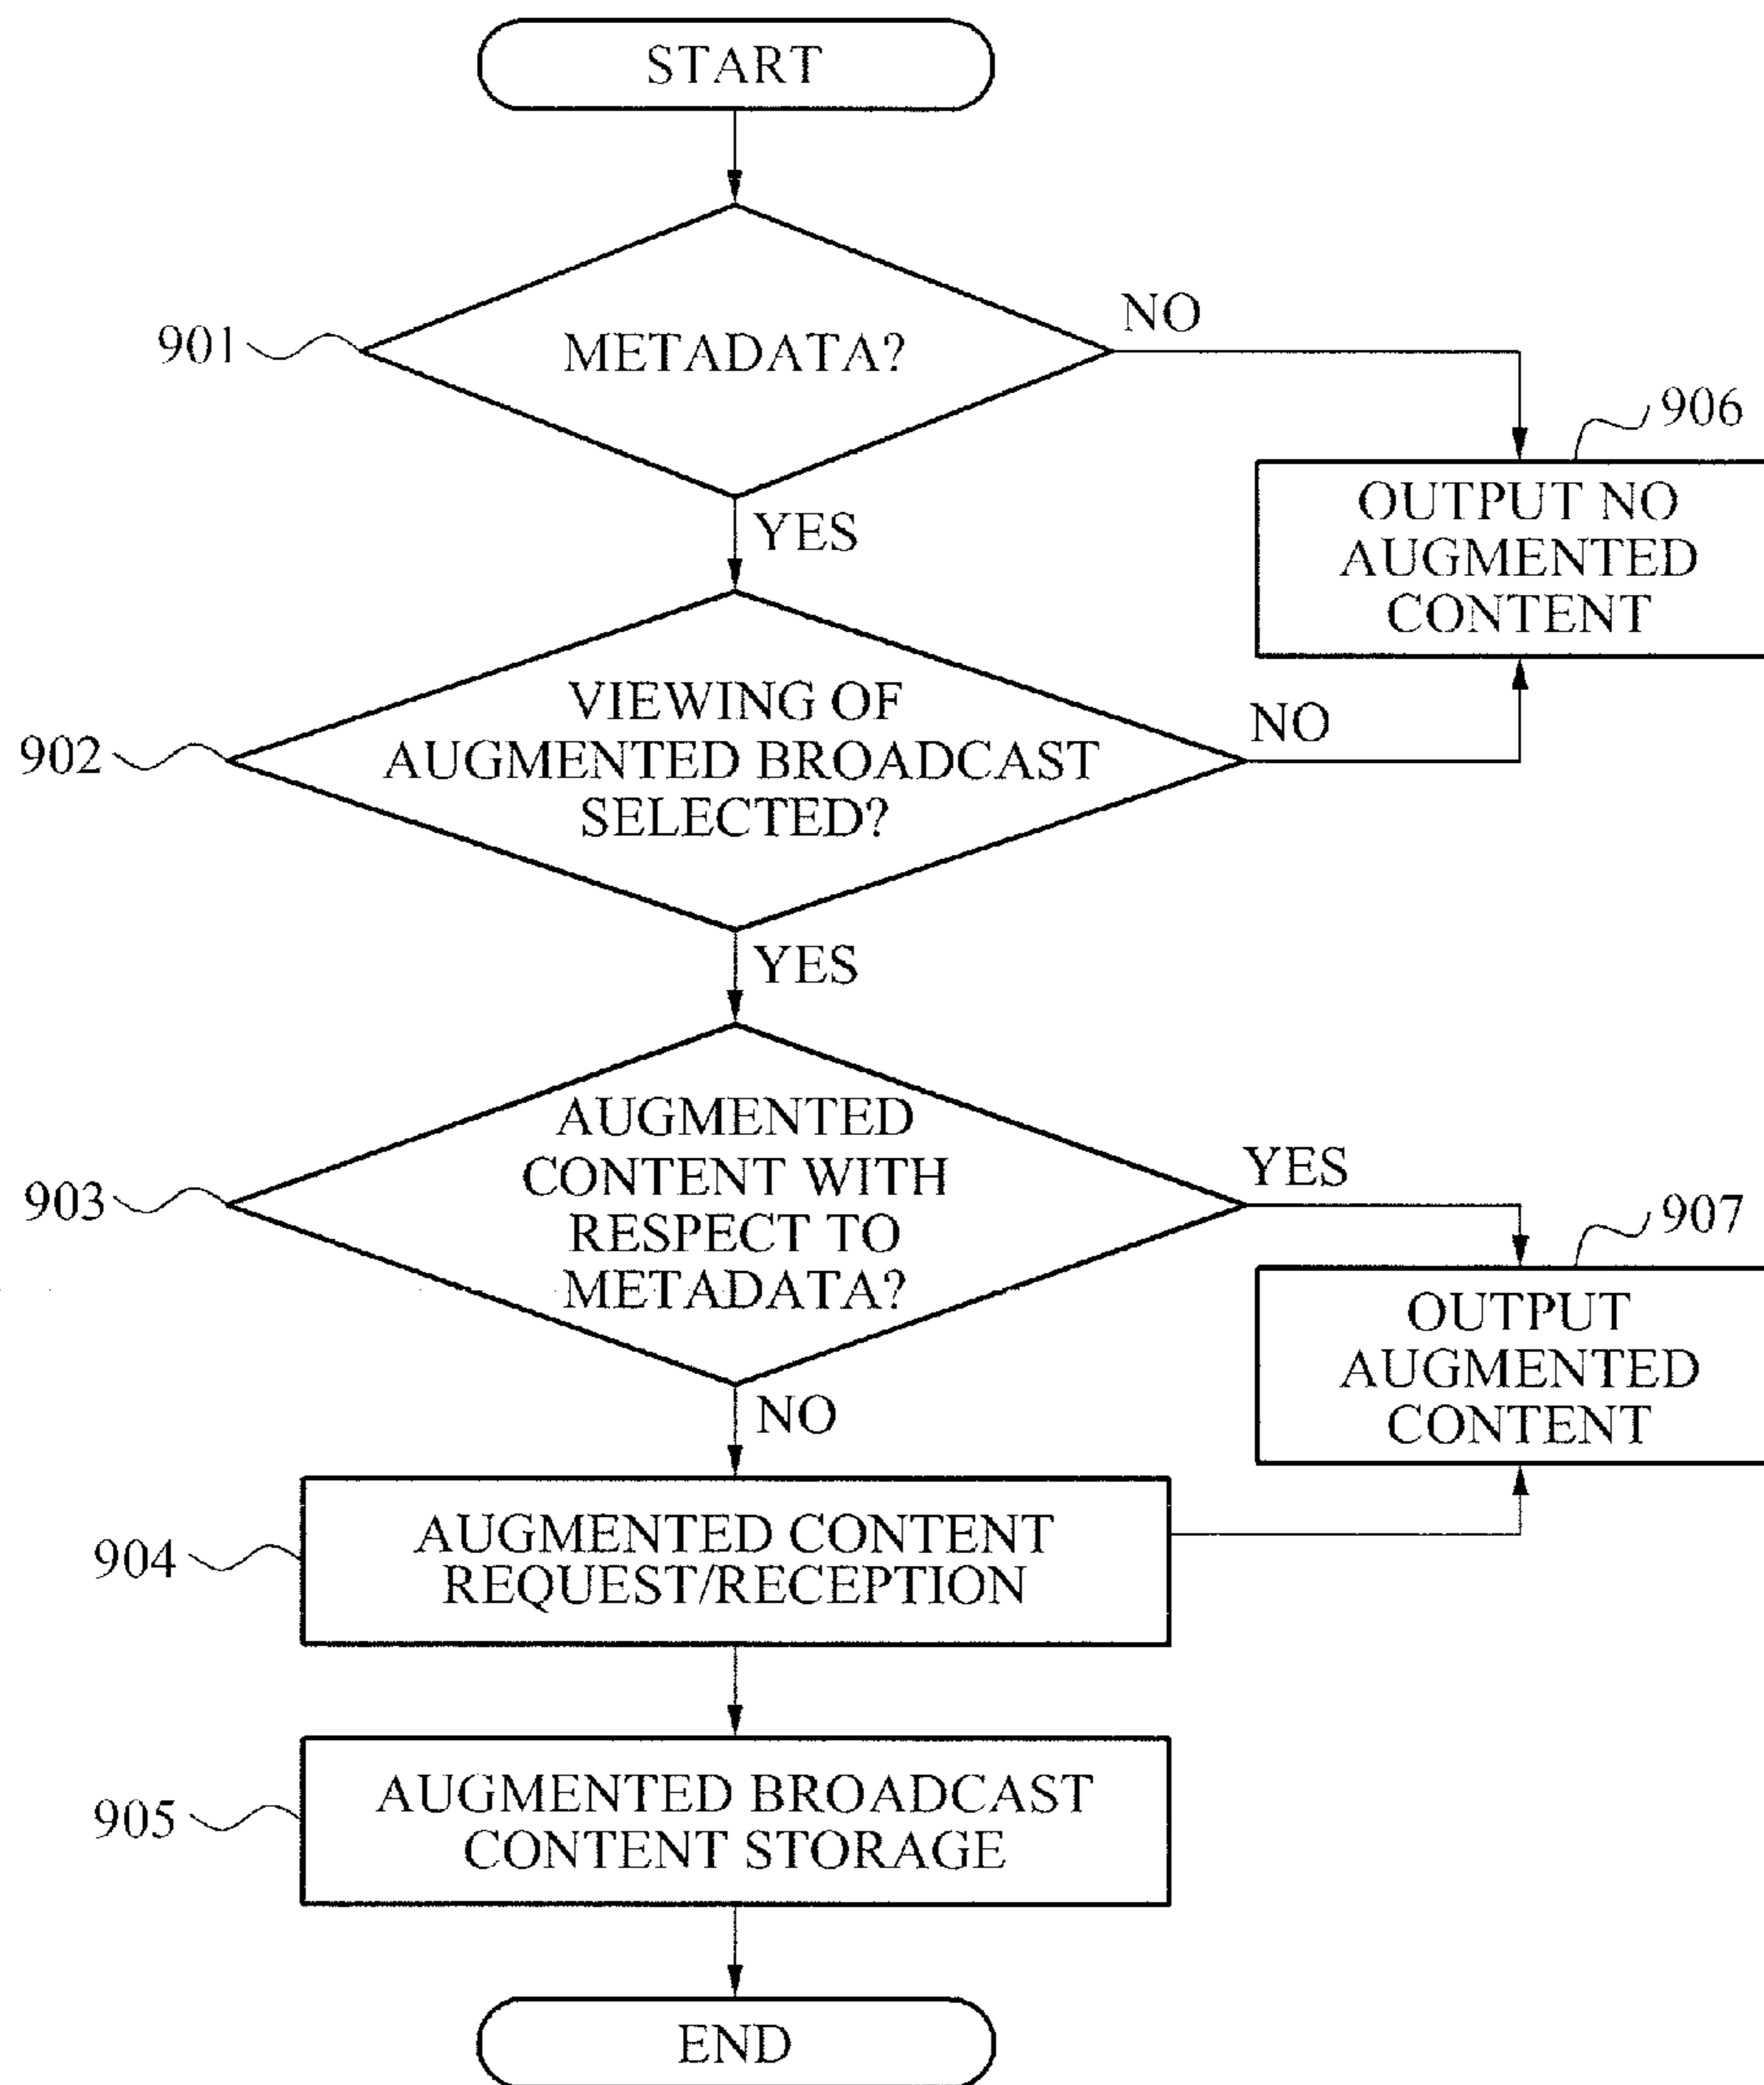 START
901
METADATA?
NO
906
OUTPUT NO
AUGMENTED
CONTENT
YES
902
VIEWING OF
AUGMENTED BROADCAST
SELECTED?
NO
YES
903
AUGMENTED
CONTENT WITH
RESPECT TO
METADATA?
YES
907
OUTPUT
AUGMENTED
CONTENT
NO
904
AUGMENTED CONTENT
REQUEST/RECEPTION
905
AUGMENTED BROADCAST
CONTENT STORAGE
END